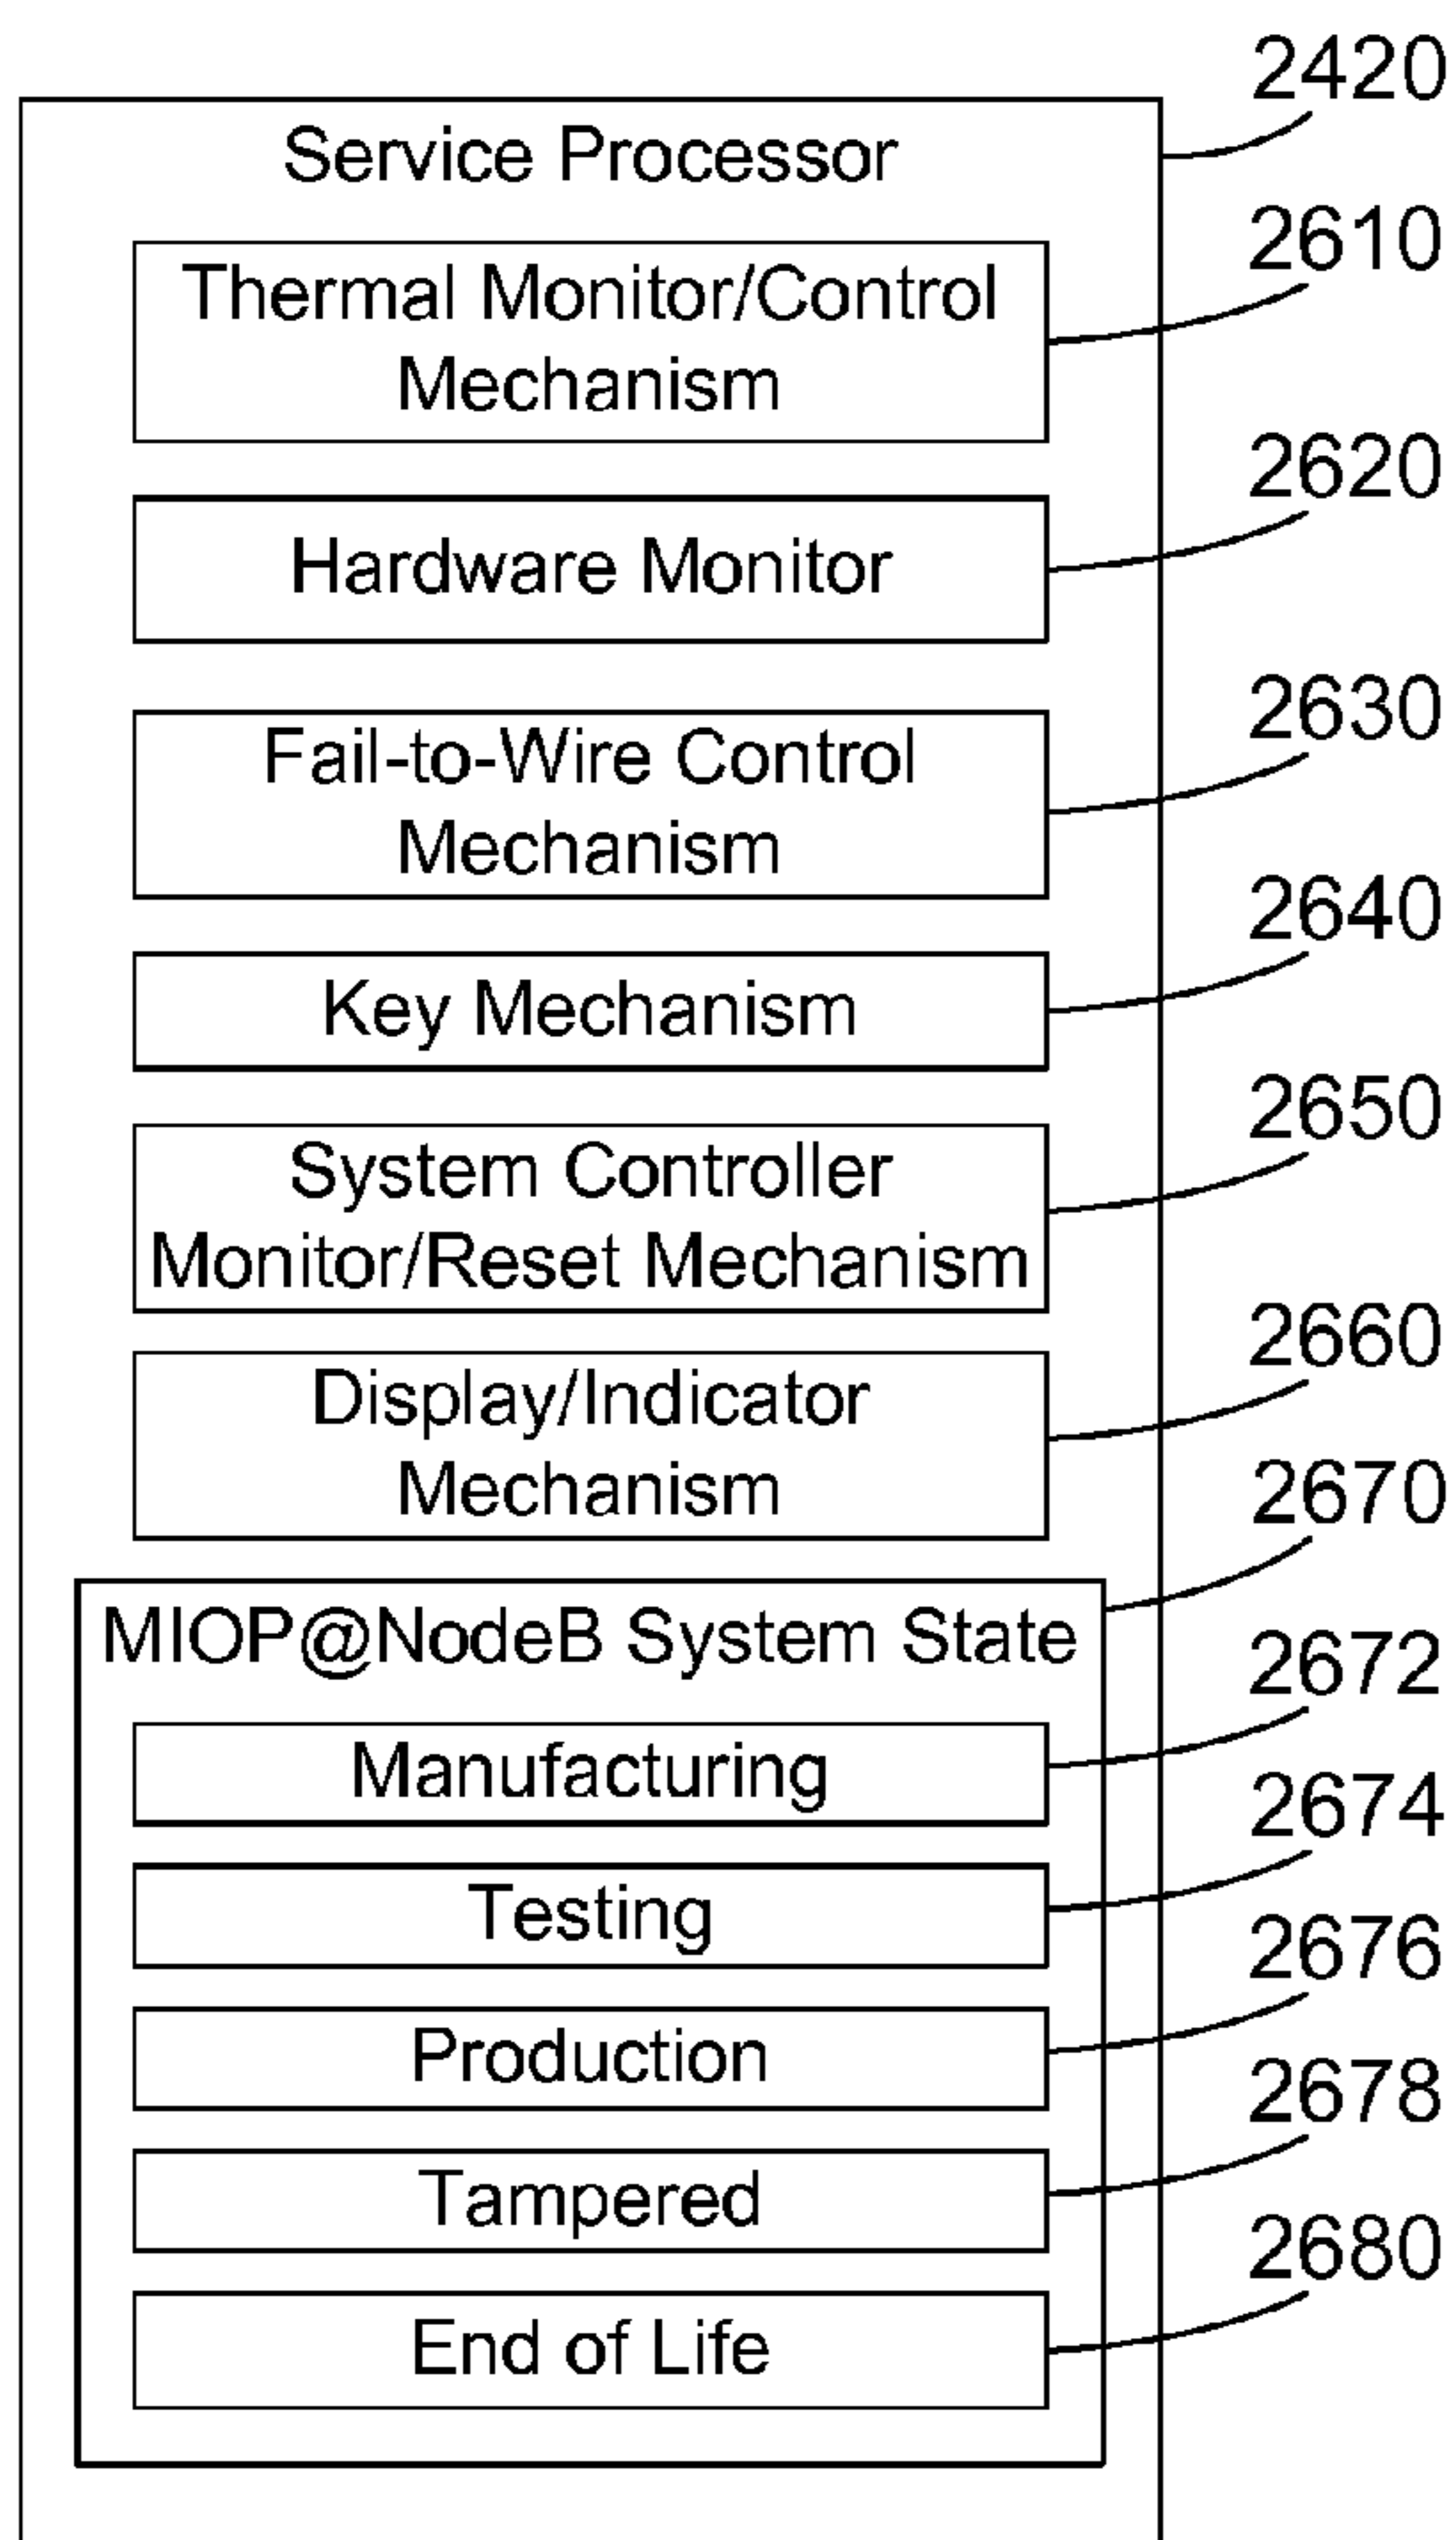 2420
Service Processor
2610
Thermal Monitor/Control
Mechanism
2620
Hardware Monitor
2630
Fail-to-Wire Control
Mechanism
2640
Key Mechanism
2650
System Controller
Monitor/Reset Mechanism
2660
Display/Indicator
Mechanism
2670
MIOP@NodeB System State
2672
Manufacturing
2674
Testing
2676
Production
2678
Tampered
2680
End of Life